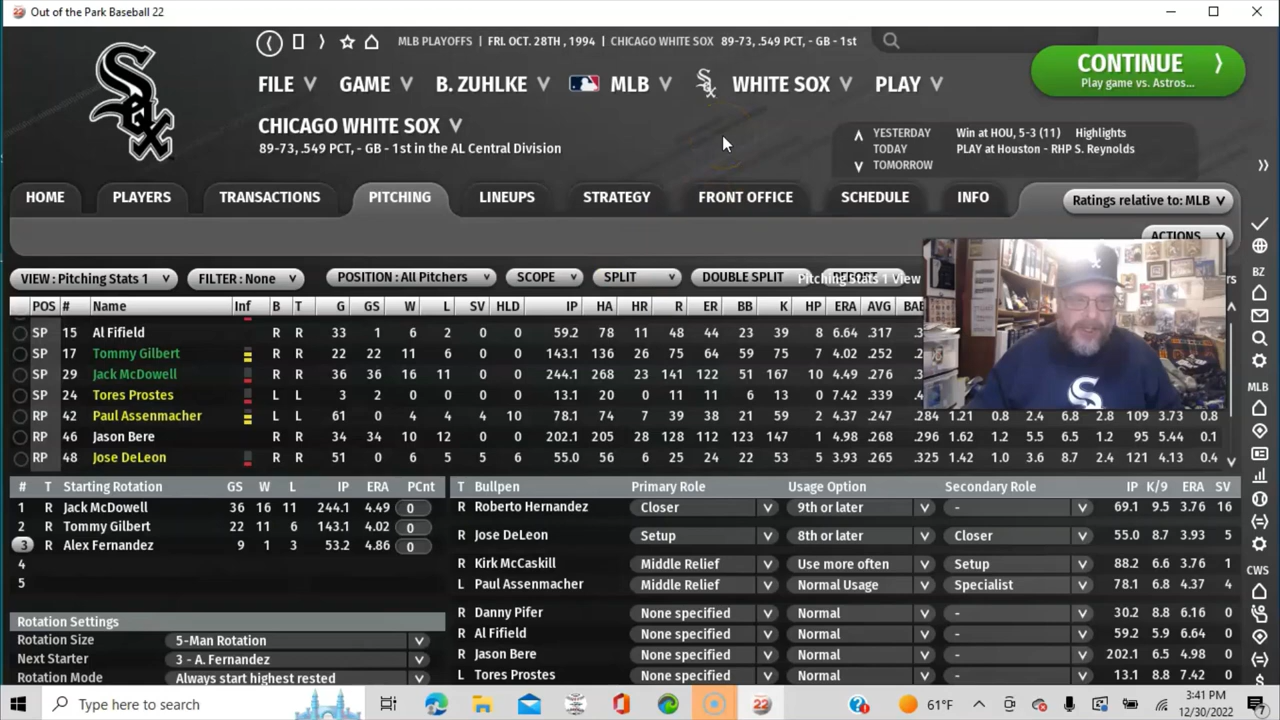 Out of the Park Baseball 22
MLB PLAYOFFS | FRI. OCT. 28TH, 1994 | CHICAGO WHITE SOX 89-73, .549 PCT, - GB - 1st
FILE GAME B. ZUHLKE MLB WHITE SOX PLAY
CONTINUE
Play game vs. Astros...
CHICAGO WHITE SOX
89-73, .549 PCT, - GB - 1st in the AL Central Division
YESTERDAY Win at HOU, 5-3 (11) Highlights
TODAY PLAY at Houston - RHP S. Reynolds
TOMORROW
HOME PLAYERS TRANSACTIONS PITCHING LINEUPS STRATEGY FRONT OFFICE SCHEDULE INFO Ratings relative to: MLB
ACTIONS
VIEW: Pitching Stats 1 FILTER: None POSITION: All Pitchers SCOPE SPLIT DOUBLE SPLIT Pitching Stats 1 View
POS # Name Inf B T G GS W L SV HLD IP HA HR R ER BB K HP ERA AVG BAB
SP 15 Al Fifield R R 33 1 6 2 0 0 59.2 78 11 48 44 23 39 8 6.64 .317
SP 17 Tommy Gilbert R R 22 22 11 6 0 0 143.1 136 26 75 64 59 75 7 4.02 .252
SP 29 Jack McDowell R R 36 36 16 11 0 0 244.1 268 23 141 122 51 167 10 4.49 .276
SP 24 Tores Prostes L L 3 2 0 0 0 0 13.1 20 0 11 11 6 13 0 7.42 .339
RP 42 Paul Assenmacher L L 61 0 4 4 4 10 78.1 74 7 39 38 21 59 2 4.37 .247 .284 1.21 0.8 2.4 6.8 2.8 109 3.73 0.8
RP 46 Jason Bere R R 34 34 10 12 0 0 202.1 205 28 128 112 123 147 1 4.98 .268 .296 1.62 1.2 5.5 6.5 1.2 95 5.44 0.1
RP 48 Jose DeLeon R R 51 0 6 5 5 6 55.0 56 6 25 24 22 53 5 3.93 .265 .325 1.42 1.0 3.6 8.7 2.4 121 4.13 0.4
# T Starting Rotation GS W L IP ERA PCnt
1 R Jack McDowell 36 16 11 244.1 4.49 0
2 R Tommy Gilbert 22 11 6 143.1 4.02 0
3 R Alex Fernandez 9 1 3 53.2 4.86 0
4
5
Rotation Settings
Rotation Size 5-Man Rotation
Next Starter 3 - A. Fernandez
Rotation Mode Always start highest rested
T Bullpen Primary Role Usage Option Secondary Role IP K/9 ERA SV
R Roberto Hernandez Closer 9th or later - 69.1 9.5 3.76 16
R Jose DeLeon Setup 8th or later Closer 55.0 8.7 3.93 5
R Kirk McCaskill Middle Relief Use more often Setup 88.2 6.6 3.76 1
L Paul Assenmacher Middle Relief Normal Usage Specialist 78.1 6.8 4.37 4
R Danny Pifer None specified Normal - 30.2 8.8 6.16 0
R Al Fifield None specified Normal - 59.2 5.9 6.64 0
R Jason Bere None specified Normal - 202.1 6.5 4.98 0
L Tores Prostes None specified Normal - 13.1 8.8 7.42 0
BZ
MLB
CWS
Type here to search
61°F
3:41 PM
12/30/2022